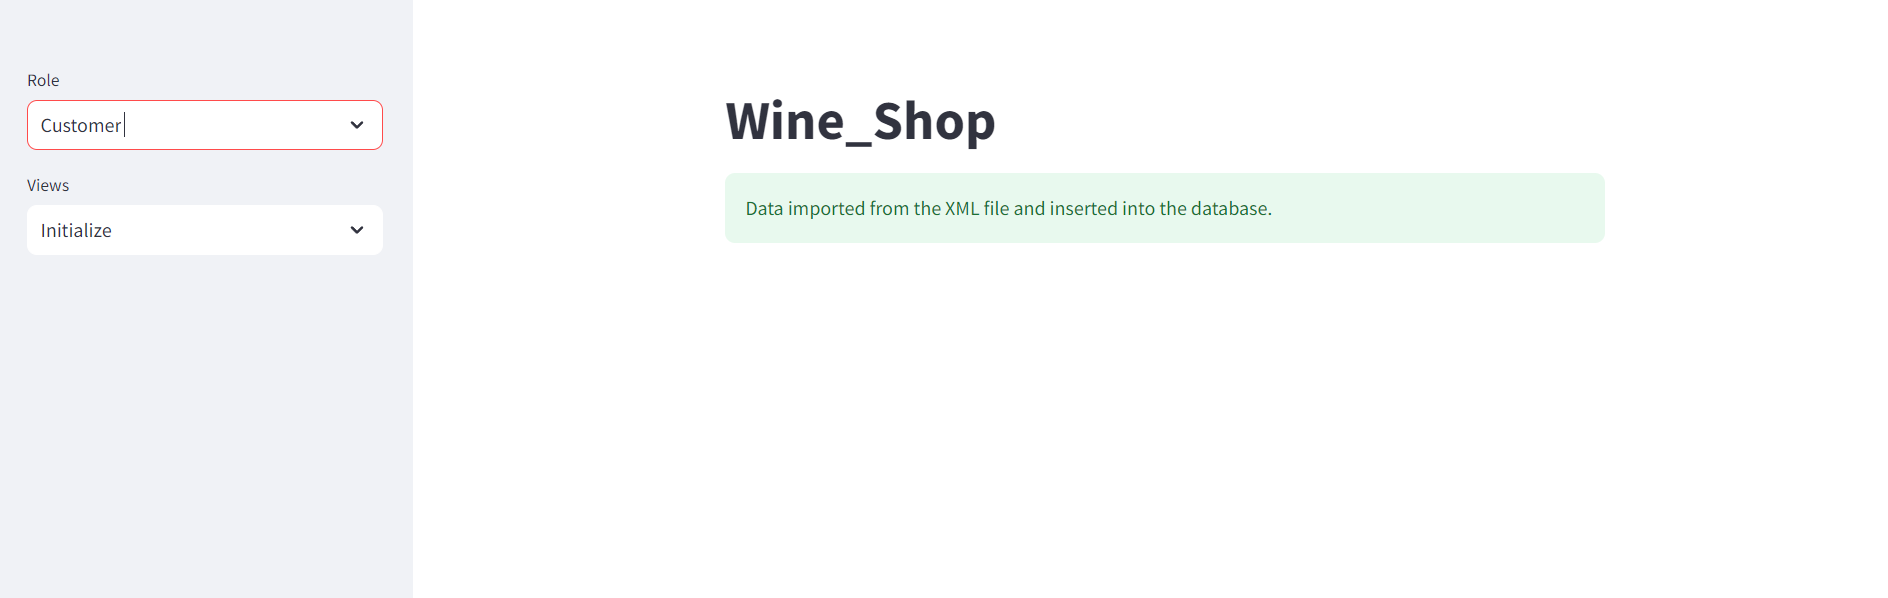 Role
Customer
Views
Initialize
Wine_Shop
Data imported from the XML file and inserted into the database.